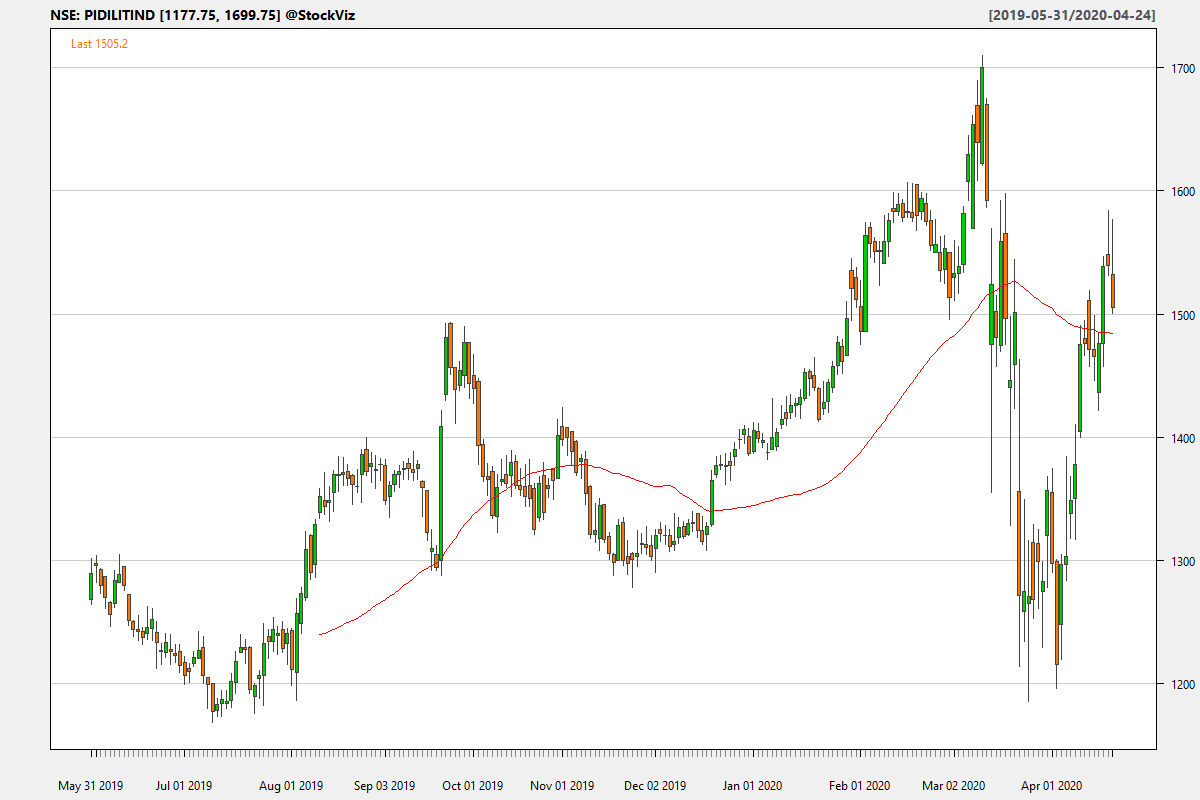 NSE: PIDILITIND [1177.75, 1699.75] @StockViz [2019-05-31/2020-04-24]
Last 1505.2
1700
1600
1500
1400
1300
1200
May 31 2019 Jul 01 2019 Aug 01 2019 Sep 03 2019 Oct 01 2019 Nov 01 2019 Dec 02 2019 Jan 01 2020 Feb 01 2020 Mar 02 2020 Apr 01 2020